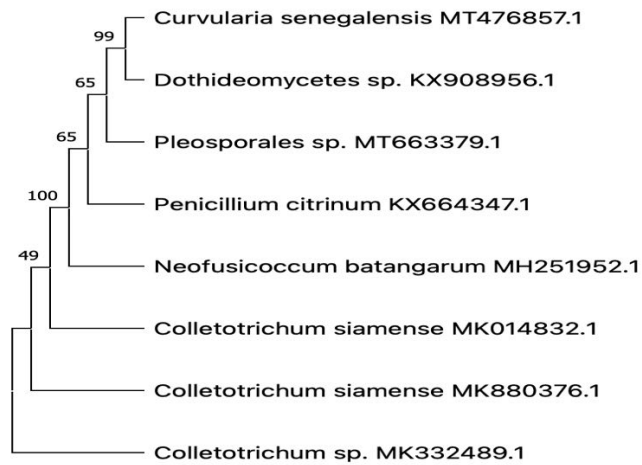 Curvularia senegalensis MT476857.1
99
Dothideomycetes sp. KX908956.1
65
Pleosporales sp. MT663379.1
65
Penicillium citrinum KX664347.1
100
Neofusicoccum batangarum MH251952.1
49
Colletotrichum siamense MK014832.1
Colletotrichum siamense MK880376.1
Colletotrichum sp. MK332489.1